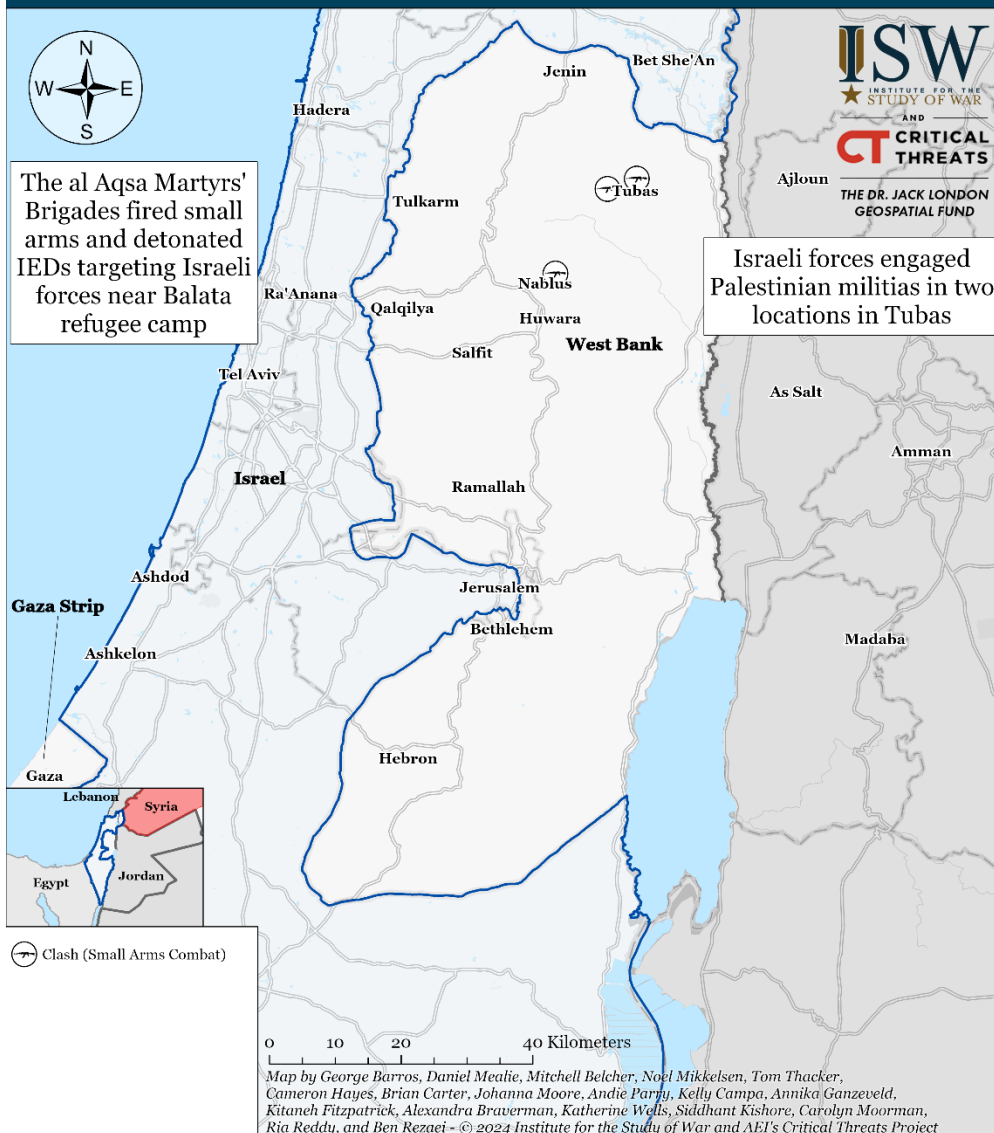 N
W E
S
ISW
INSTITUTE FOR THE
STUDY OF WAR
AND
CT CRITICAL
THREATS
THE DR. JACK LONDON
GEOSPATIAL FUND
The al Aqsa Martyrs'
Brigades fired small
arms and detonated
IEDs targeting Israeli
forces near Balata
refugee camp
Israeli forces engaged
Palestinian militias in two
locations in Tubas
Bet She'An
Jenin
Hadera
Ajloun
Tubas
Tulkarm
Nablus
Ra'Anana
Qalqilya
Huwara
West Bank
Salfit
Tel Aviv
As Salt
Amman
Israel
Ramallah
Ashdod
Jerusalem
Gaza Strip
Bethlehem
Madaba
Ashkelon
Hebron
Gaza
Lebanon
Syria
Egypt
Jordan
Clash (Small Arms Combat)
0 10 20 40 Kilometers
Map by George Barros, Daniel Mealie, Mitchell Belcher, Noel Mikkelsen, Tom Thacker,
Cameron Hayes, Brian Carter, Johanna Moore, Andie Parry, Kelly Campa, Annika Ganzeveld,
Kitaneh Fitzpatrick, Alexandra Braverman, Katherine Wells, Siddhant Kishore, Carolyn Moorman,
Ria Reddy, and Ben Rezaei - © 2024 Institute for the Study of War and AEI's Critical Threats Project